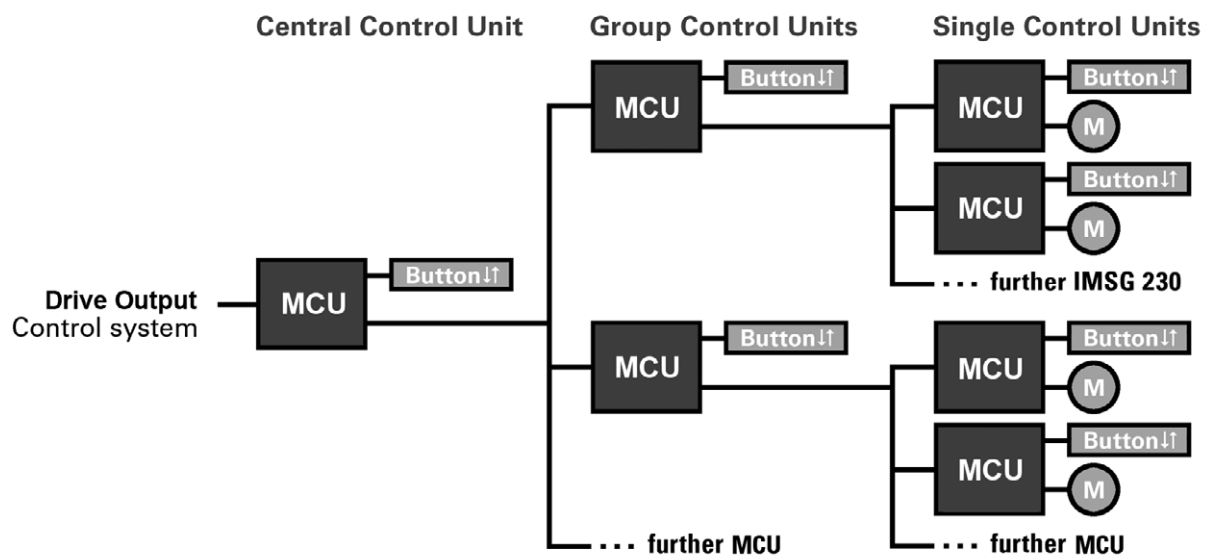 Central Control Unit
Group Control Units
Single Control Units
MCU
Button↓↑
MCU
Button↓↑
M
MCU
Button↓↑
M
... further IMSG 230
Drive Output
Control system
MCU
Button↓↑
MCU
Button↓↑
MCU
Button↓↑
M
MCU
Button↓↑
M
... further MCU
... further MCU